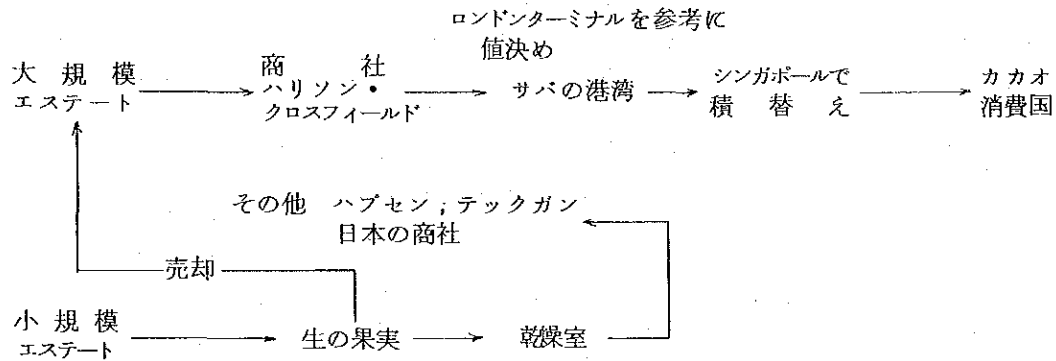 ロンドンターミナルを参考に
値決め
大規模
エステート
商社
ハリソン・
クロスフィールド
サバの港湾
シンガポールで
積替え
カカオ
消費国
その他 ハプセン,テックガン
日本の商社
売却
小規模
エステート
生の果実
乾燥室